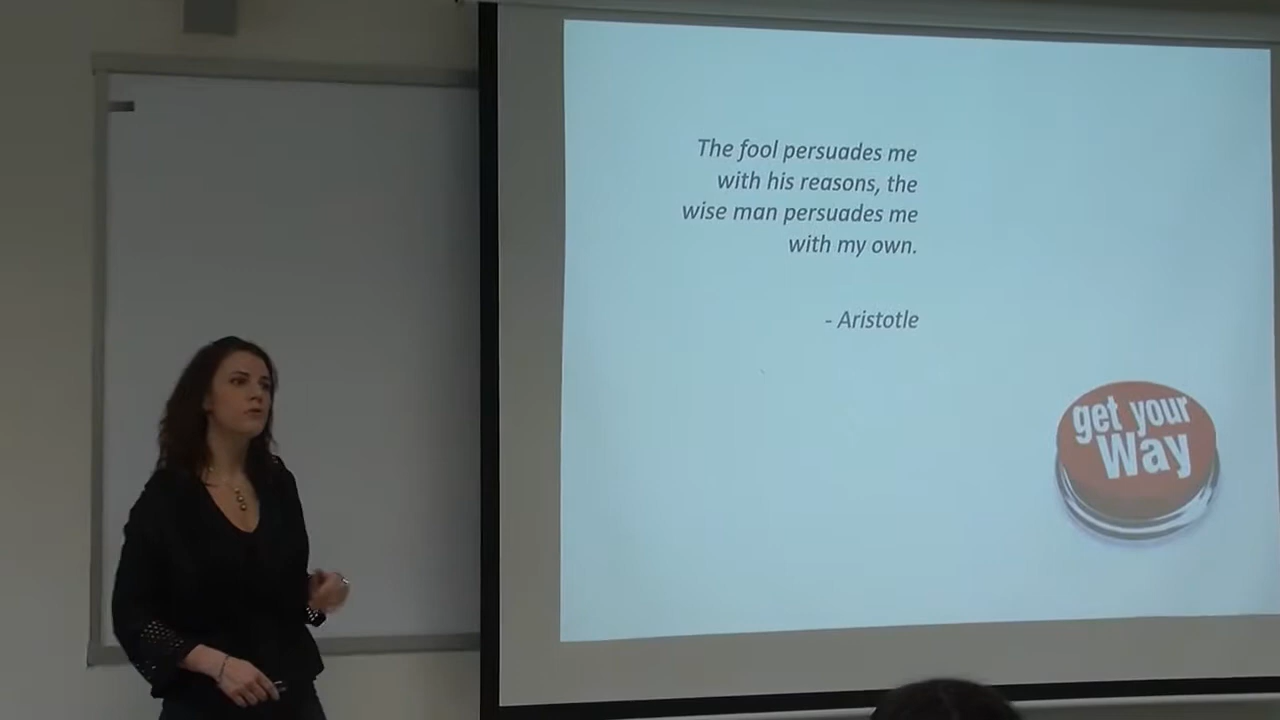 The fool persuades me
with his reasons, the
wise man persuades me
with my own.
- Aristotle
get your
Way